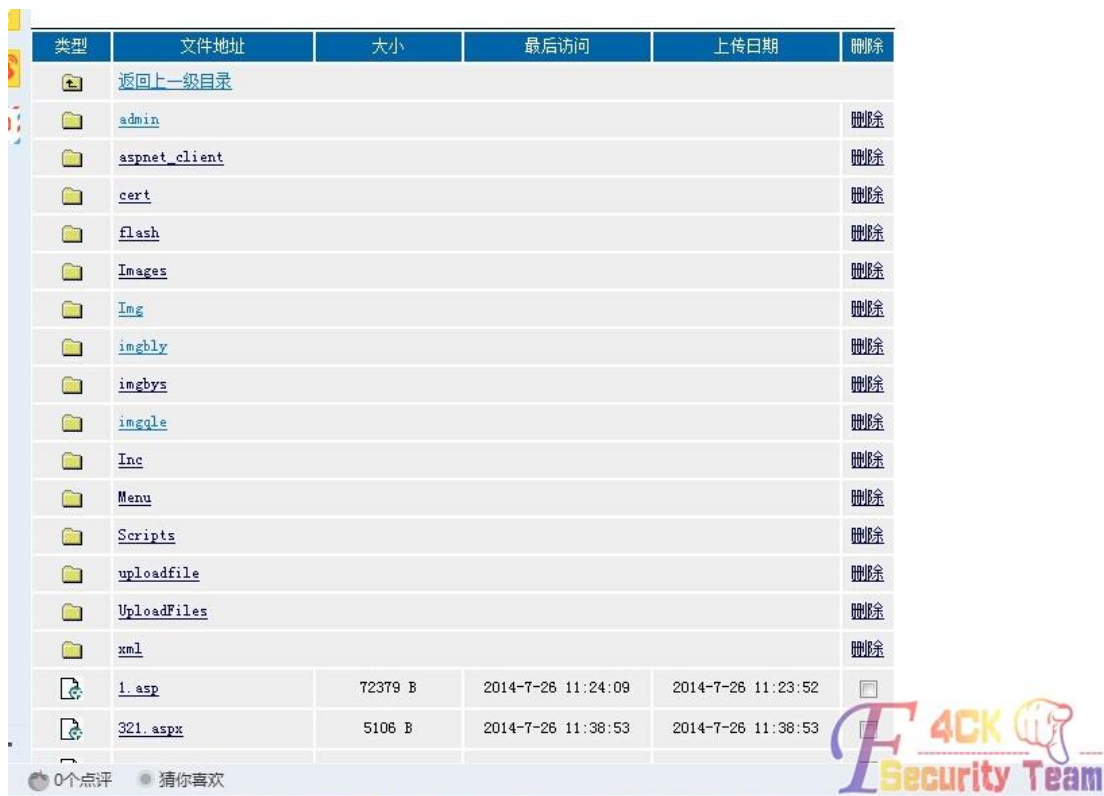 类型 文件地址 大小 最后访问 上传日期 删除
返回上一级目录
admin 删除
aspnet_client 删除
cert 删除
flash 删除
Images 删除
Img 删除
imgbly 删除
imgbys 删除
imgqle 删除
Inc 删除
Menu 删除
Scripts 删除
uploadfile 删除
UploadFiles 删除
xml 删除
1.asp 72379 B 2014-7-26 11:24:09 2014-7-26 11:23:52
321.aspx 5106 B 2014-7-26 11:38:53 2014-7-26 11:38:53
0个点评 猜你喜欢
F4CK
Security Team